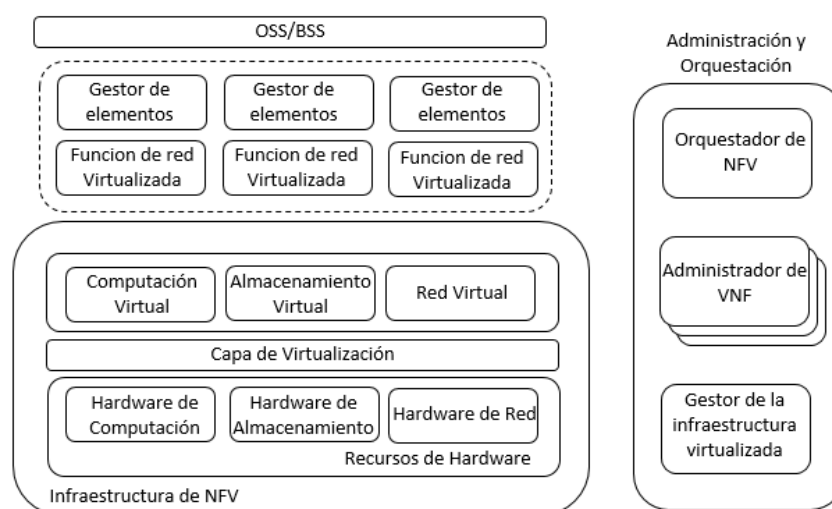 OSS/BSS
Gestor de
elementos
Gestor de
elementos
Gestor de
elementos
Funcion de red
Virtualizada
Funcion de red
Virtualizada
Funcion de red
Virtualizada
Computación
Virtual
Almacenamiento
Virtual
Red Virtual
Capa de Virtualización
Hardware de
Computación
Hardware de
Almacenamiento
Hardware de Red
Recursos de Hardware
Infraestructura de NFV
Administración y
Orquestación
Orquestador de
NFV
Administrador de
VNF
Gestor de la
infraestructura
virtualizada